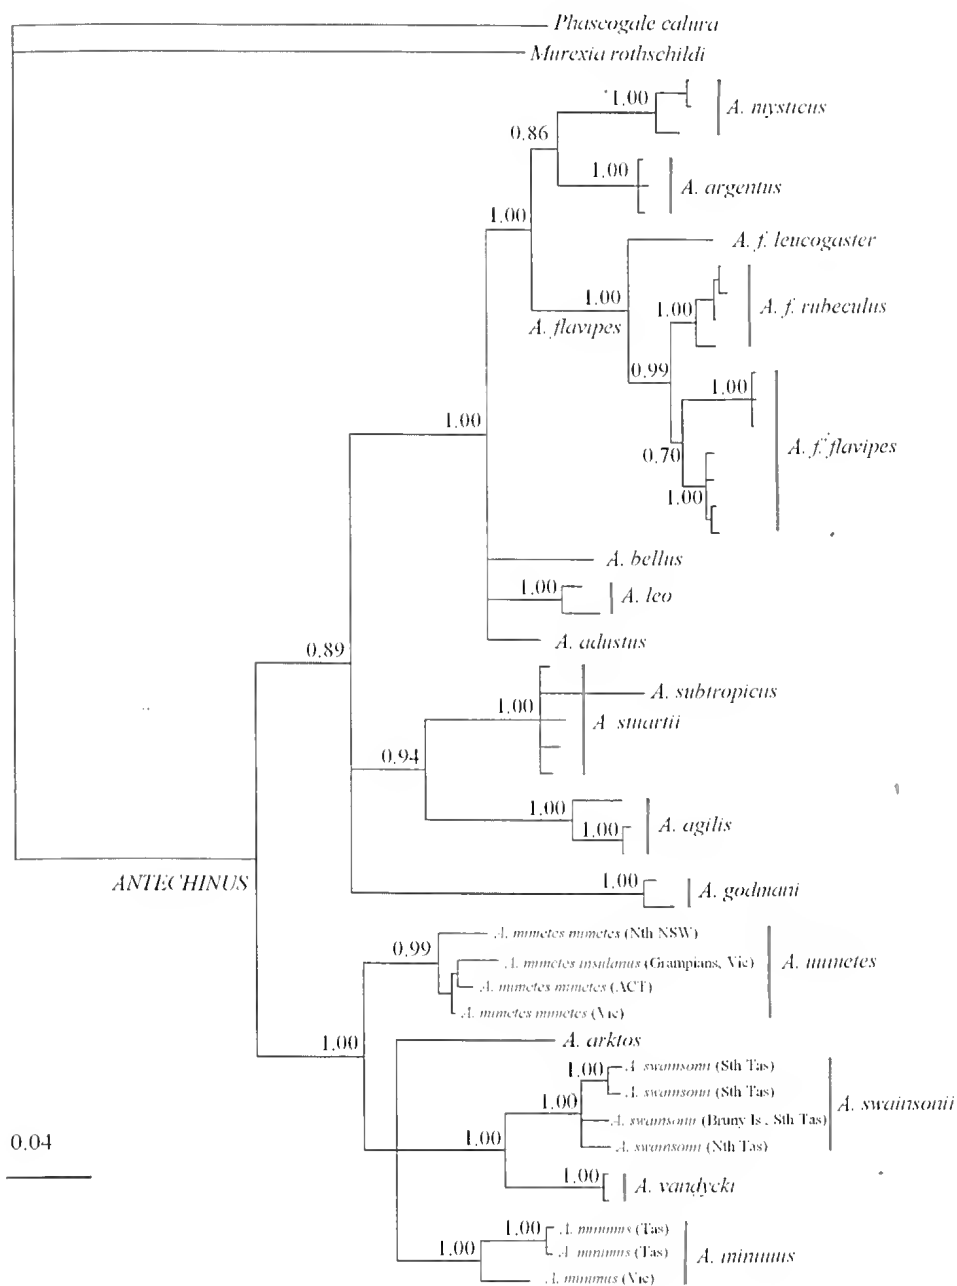 Phascogale calura
Murexia rothschildi
1.00
A. mysticus
0.86
1.00
A. argentus
1.00
A. f. leucogaster
1.00
1.00
A. f. rubeculus
A. flavipes
0.99
1.00
1.00
A. f. flavipes
0.70
1.00
A. bellus
1.00
A. leo
A. adustus
0.89
A. subtropicus
1.00
A. stuartii
0.94
1.00
A. agilis
1.00
ANTECHINUS
1.00
A. godmani
A. mimetes mimetes (Nth NSW)
0.99
A. mimetes insulanus (Grampians, Vic)
A. mimetes
A. mimetes mimetes (ACT)
A. mimetes mimetes (Vic)
1.00
A. arktos
1.00
A. swainsonii (Sth Tas)
A. swainsonii (Sth Tas)
1.00
A. swainsonii
A. swainsonii (Bruny Is, Sth Tas)
0.04
1.00
A. swainsonii (Nth Tas)
1.00
A. vandycki
1.00
A. minimus (Tas)
1.00
A. minimus (Tas)
A. minimus
A. minimus (Vic)